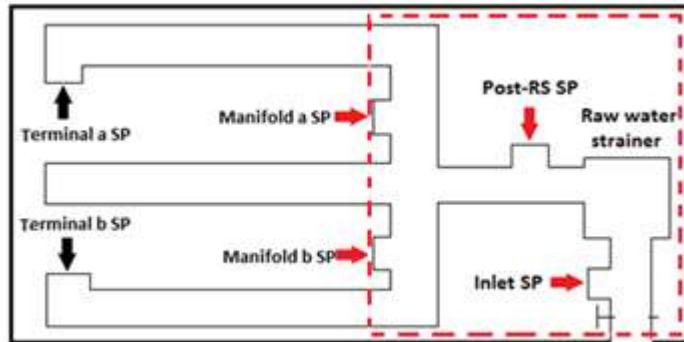 Post-RS SP
Raw water
strainer
Manifold a SP
Terminal a SP
Terminal b SP
Manifold b SP
Inlet SP